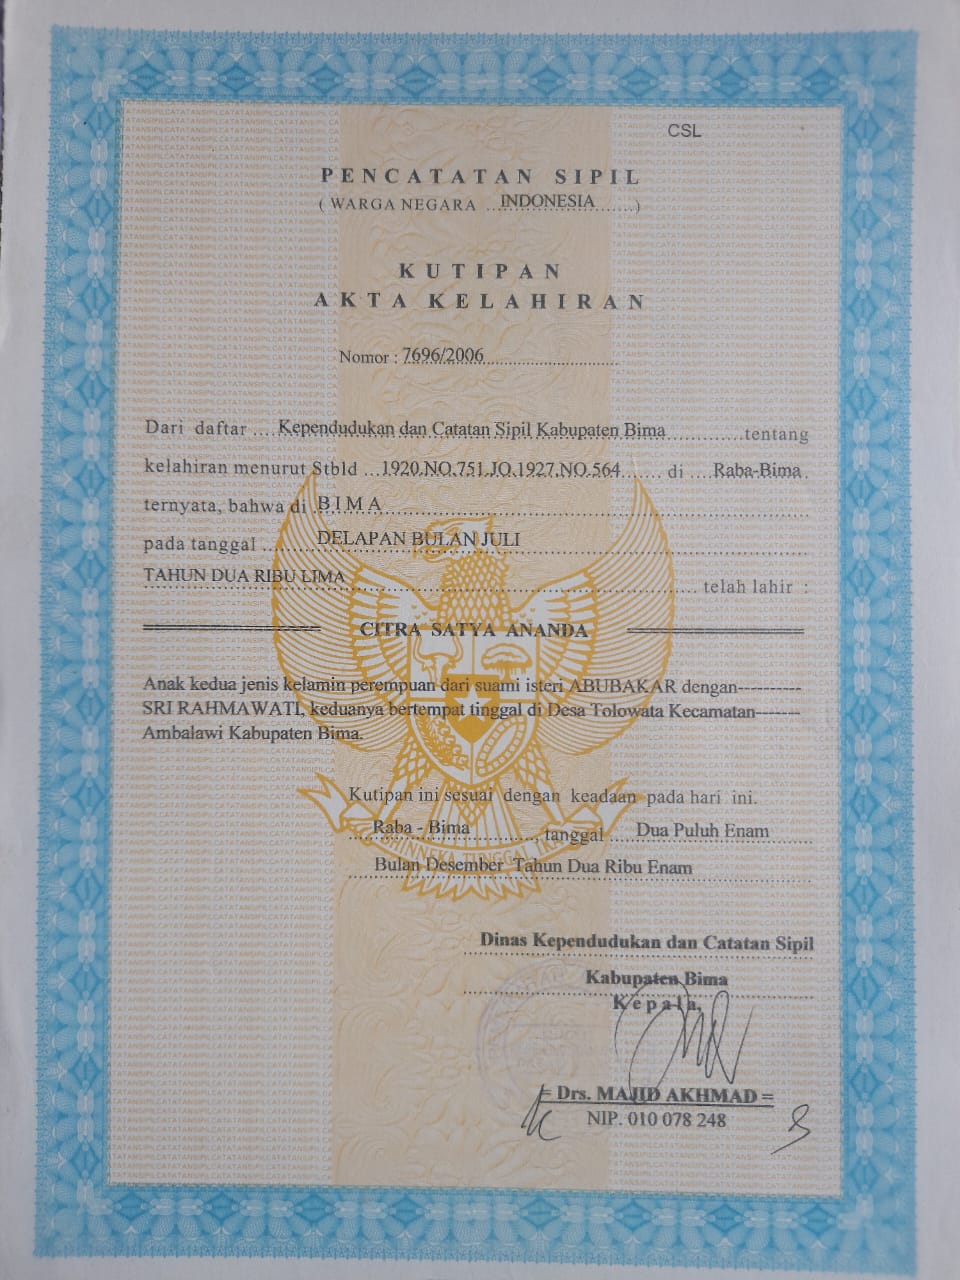 CSL
PENCATATAN SIPIL
( WARGA NEGARA ...INDONESIA.......)
KUTIPAN
AKTA KELAHIRAN
Nomor : 7696/2006
Dari daftar ....Kependudukan dan Catatan Sipil Kabupaten Bima............tentang
kelahiran menurut Stbld ...1920.NO.751.JO.1927.NO.564....... di ....Raba-Bima.
ternyata, bahwa di BIMA
pada tanggal ........DELAPAN BULAN JULI
TAHUN DUA RIBU LIMA........ telah lahir :
CITRA SATYA ANANDA
Anak kedua jenis kelamin perempuan dari suami isteri ABUBAKAR dengan----------
SRI RAHMAWATI, keduanya bertempat tinggal di Desa Tolowata Kecamatan-------
Ambalawi Kabupaten Bima.
Kutipan ini sesuai dengan keadaan pada hari ini.
Raba - Bima ........, tanggal .... Dua Puluh Enam
Bulan Desember Tahun Dua Ribu Enam
Dinas Kependudukan dan Catatan Sipil
Kabupaten Bima
Kepala,
= Drs. MAJID AKHMAD =
NIP. 010 078 248